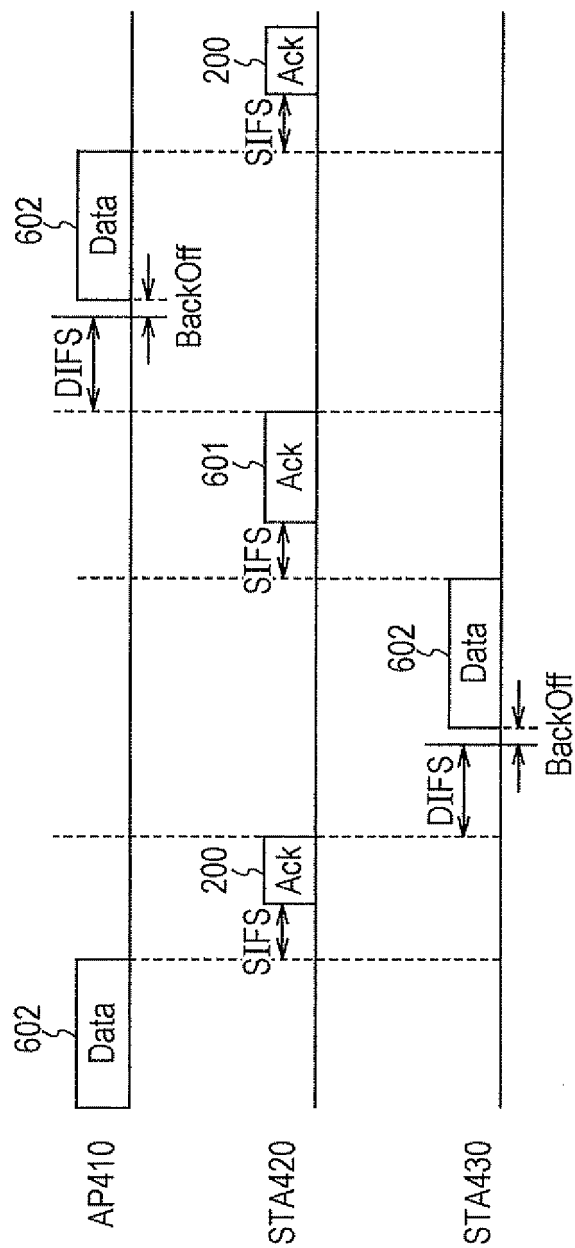 AP410
602
Data
DIFS
BackOff
602
Data
STA420
SIFS
200
Ack
SIFS
601
Ack
SIFS
200
Ack
STA430
DIFS
BackOff
602
Data